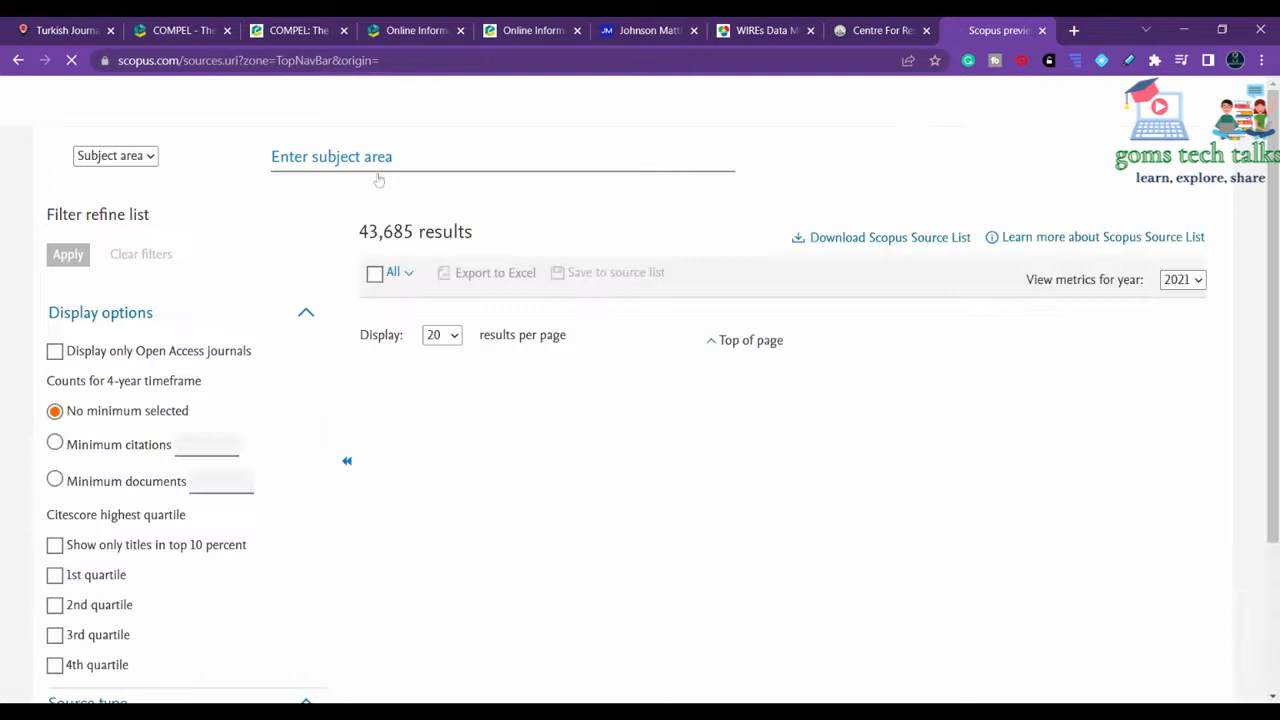 Turkish Journa
COMPEL - The
COMPEL: The
Online Inform
Online Inform
Johnson Matt
WIREs Data M
Centre For Re
Scopus previe
scopus.com/sources.uri?zone=TopNavBar&origin=
goms tech talks
learn, explore, share
Subject area
Enter subject area
Filter refine list
43,685 results
Download Scopus Source List
Learn more about Scopus Source List
Apply
Clear filters
All
Export to Excel
Save to source list
View metrics for year:
2021
Display options
Display:
20
results per page
Top of page
Display only Open Access journals
Counts for 4-year timeframe
No minimum selected
Minimum citations
Minimum documents
Citescore highest quartile
Show only titles in top 10 percent
1st quartile
2nd quartile
3rd quartile
4th quartile
Source type